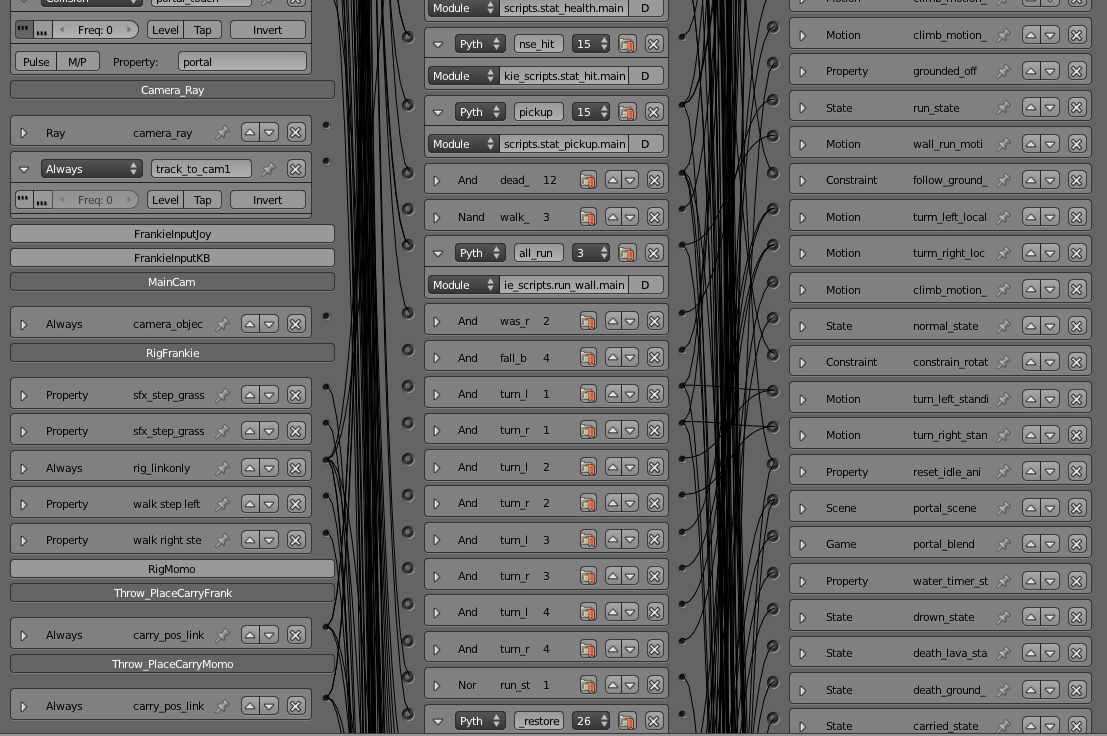 Collision portal_touch
Freq: 0 Level Tap Invert
Pulse M/P Property: portal
Camera_Ray
Ray camera_ray
Always track_to_cam1
Freq: 0 Level Tap Invert
FrankieInputJoy
FrankieInputKB
MainCam
Always camera_objec
RigFrankie
Property sfx_step_grass
Property sfx_step_grass
Always rig_linkonly
Property walk step left
Property walk right ste
RigMomo
Throw_PlaceCarryFrank
Always carry_pos_link
Throw_PlaceCarryMomo
Always carry_pos_link
Module scripts.stat_health.main D
Pyth nse_hit 15
Module kie_scripts.stat_hit.main D
Pyth pickup 15
Module scripts.stat_pickup.main D
And dead_ 12
Nand walk_ 3
Pyth all_run 3
Module ie_scripts.run_wall.main D
And was_r 2
And fall_b 4
And turn_l 1
And turn_r 1
And turn_l 2
And turn_r 2
And turn_l 3
And turn_r 3
And turn_l 4
And turn_r 4
Nor run_st 1
Pyth _restore 26
Motion climb_motion_
Motion climb_motion_
Property grounded_off
State run_state
Motion wall_run_moti
Constraint follow_ground_
Motion turm_left_local
Motion turm_right_loc
Motion climb_motion_
State normal_state
Constraint constrain_rotat
Motion turn_left_standi
Motion turn_right_stan
Property reset_idle_ani
Scene portal_scene
Game portal_blend
Property water_timer_st
State drown_state
State death_lava_sta
State death_ground_
State carried_state